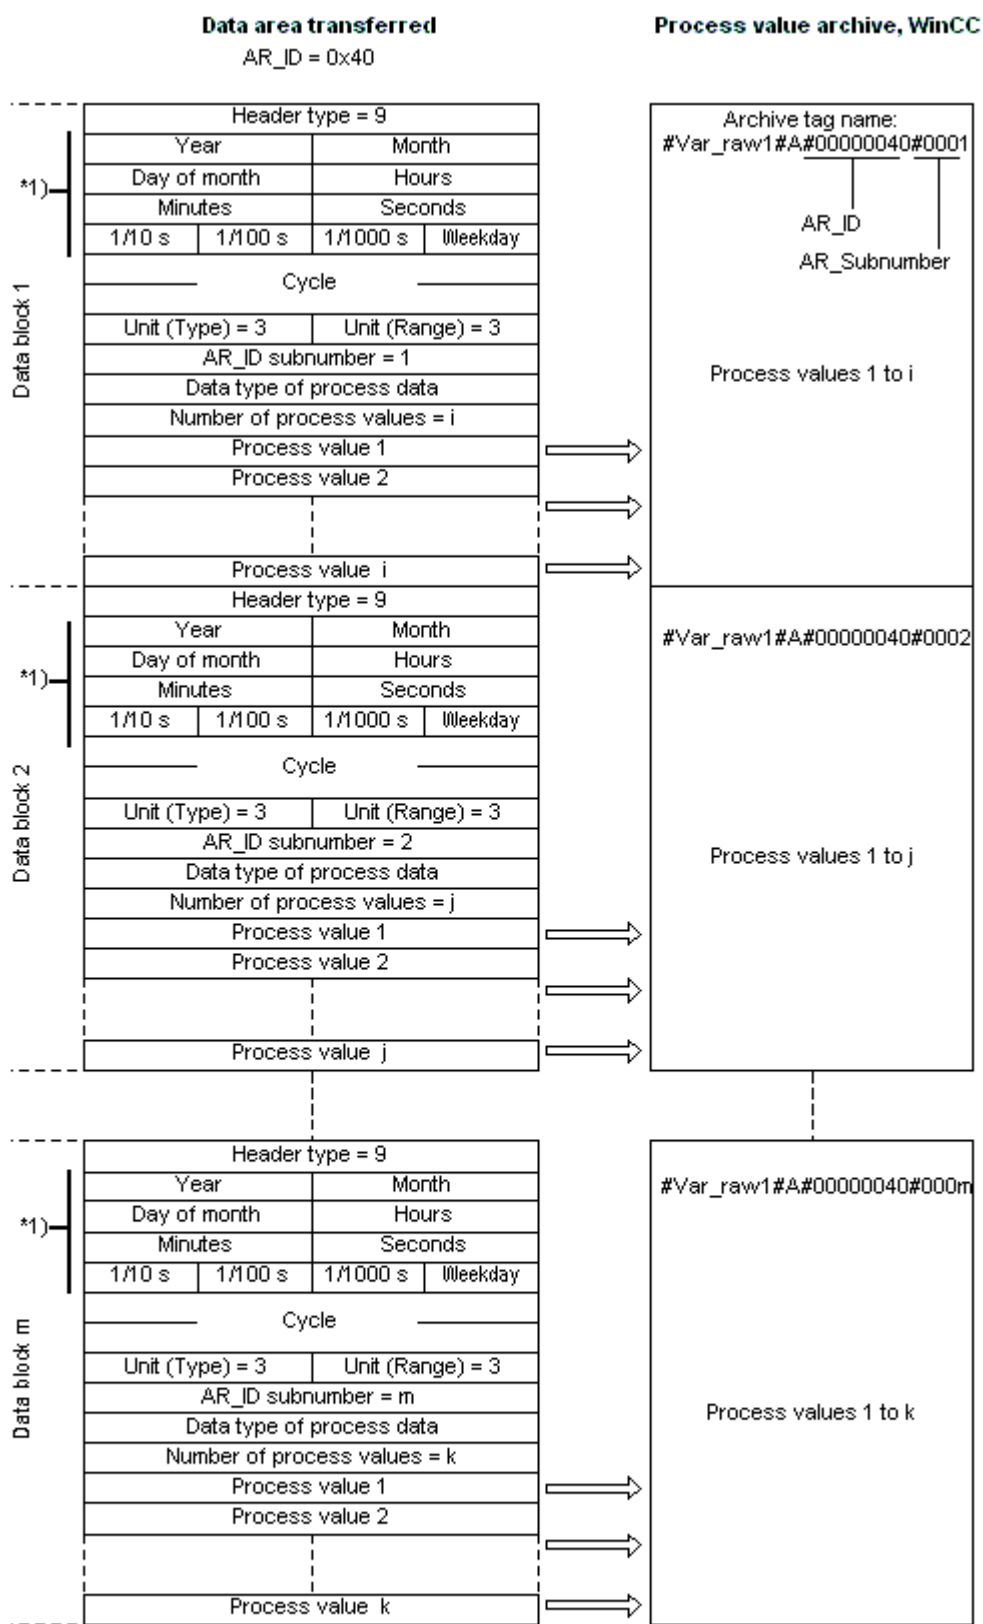 Data area transferred
Process value archive, WinCC
AR_ID = 0x40
Data block 1
*1)
Header type = 9
Year Month
Day of month Hours
Minutes Seconds
1/10 s 1/100 s 1/1000 s Weekday
Cycle
Unit (Type) = 3 Unit (Range) = 3
AR_ID subnumber = 1
Data type of process data
Number of process values = i
Process value 1
Process value 2
Process value i
Archive tag name:
#Var_raw1#A#00000040#0001
AR_ID
AR_Subnumber
Process values 1 to i
Data block 2
*1)
Header type = 9
Year Month
Day of month Hours
Minutes Seconds
1/10 s 1/100 s 1/1000 s Weekday
Cycle
Unit (Type) = 3 Unit (Range) = 3
AR_ID subnumber = 2
Data type of process data
Number of process values = j
Process value 1
Process value 2
Process value j
#Var_raw1#A#00000040#0002
Process values 1 to j
Data block m
*1)
Header type = 9
Year Month
Day of month Hours
Minutes Seconds
1/10 s 1/100 s 1/1000 s Weekday
Cycle
Unit (Type) = 3 Unit (Range) = 3
AR_ID subnumber = m
Data type of process data
Number of process values = k
Process value 1
Process value 2
Process value k
#Var_raw1#A#00000040#000m
Process values 1 to k